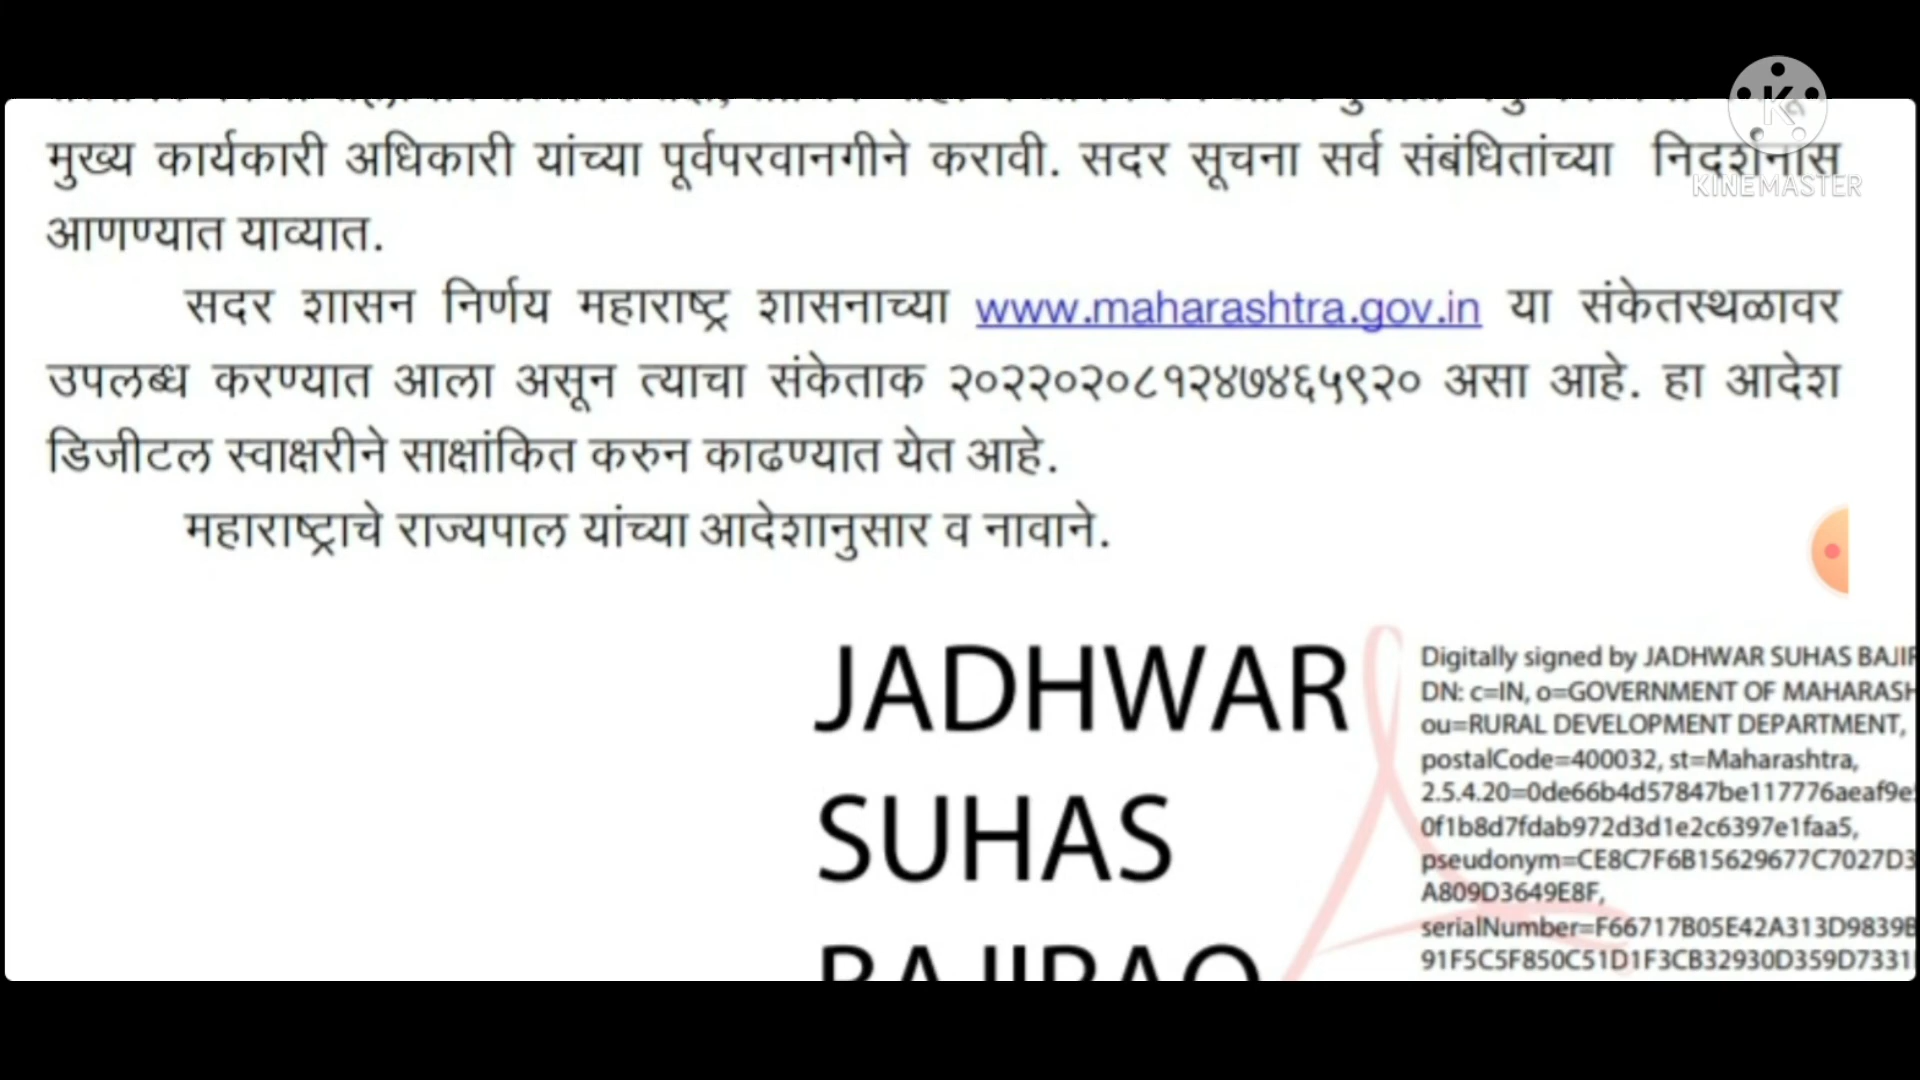 मुख्य कार्यकारी अधिकारी यांच्या पूर्वपरवानगीने करावी. सदर सूचना सर्व संबंधितांच्या निदर्शनास
KINEMASTER
आणण्यात याव्यात.
सदर शासन निर्णय महाराष्ट्र शासनाच्या www.maharashtra.gov.in या संकेतस्थळावर
उपलब्ध करण्यात आला असून त्याचा संकेताक २०२२०२०८१२४७४६५९२० असा आहे. हा आदेश
डिजीटल स्वाक्षरीने साक्षांकित करुन काढण्यात येत आहे.
महाराष्ट्राचे राज्यपाल यांच्या आदेशानुसार व नावाने.
JADHWAR
SUHAS
BAJIRAO
Digitally signed by JADHWAR SUHAS BAJIR
DN: c=IN, o=GOVERNMENT OF MAHARASH
ou=RURAL DEVELOPMENT DEPARTMENT,
postalCode=400032, st=Maharashtra,
2.5.4.20=0de66b4d57847be117776aeaf9e
0f1b8d7fdab972d3d1e2c6397e1faa5,
pseudonym=CE8C7F6B15629677C7027D3
A809D3649E8F,
serialNumber=F66717B05E42A313D9839B
91F5C5F850C51D1F3CB32930D359D7331